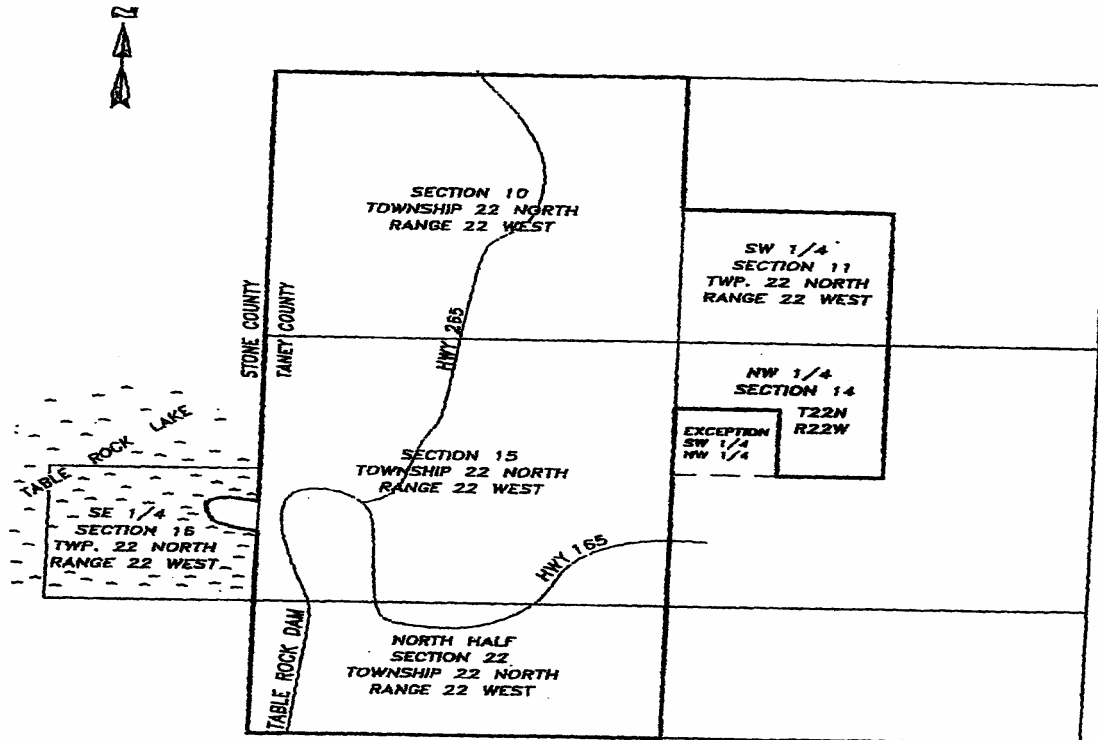 N
SECTION 10
TOWNSHIP 22 NORTH
RANGE 22 WEST
SW 1/4
SECTION 11
TWP. 22 NORTH
RANGE 22 WEST
STONE COUNTY
TANEY COUNTY
HWY 265
NW 1/4
SECTION 14
T22N
R22W
EXCEPTION
SW 1/4
NW 1/4
TABLE ROCK LAKE
SECTION 15
TOWNSHIP 22 NORTH
RANGE 22 WEST
SE 1/4
SECTION 16
TWP. 22 NORTH
RANGE 22 WEST
HWY 165
TABLE ROCK DAM
NORTH HALF
SECTION 22
TOWNSHIP 22 NORTH
RANGE 22 WEST